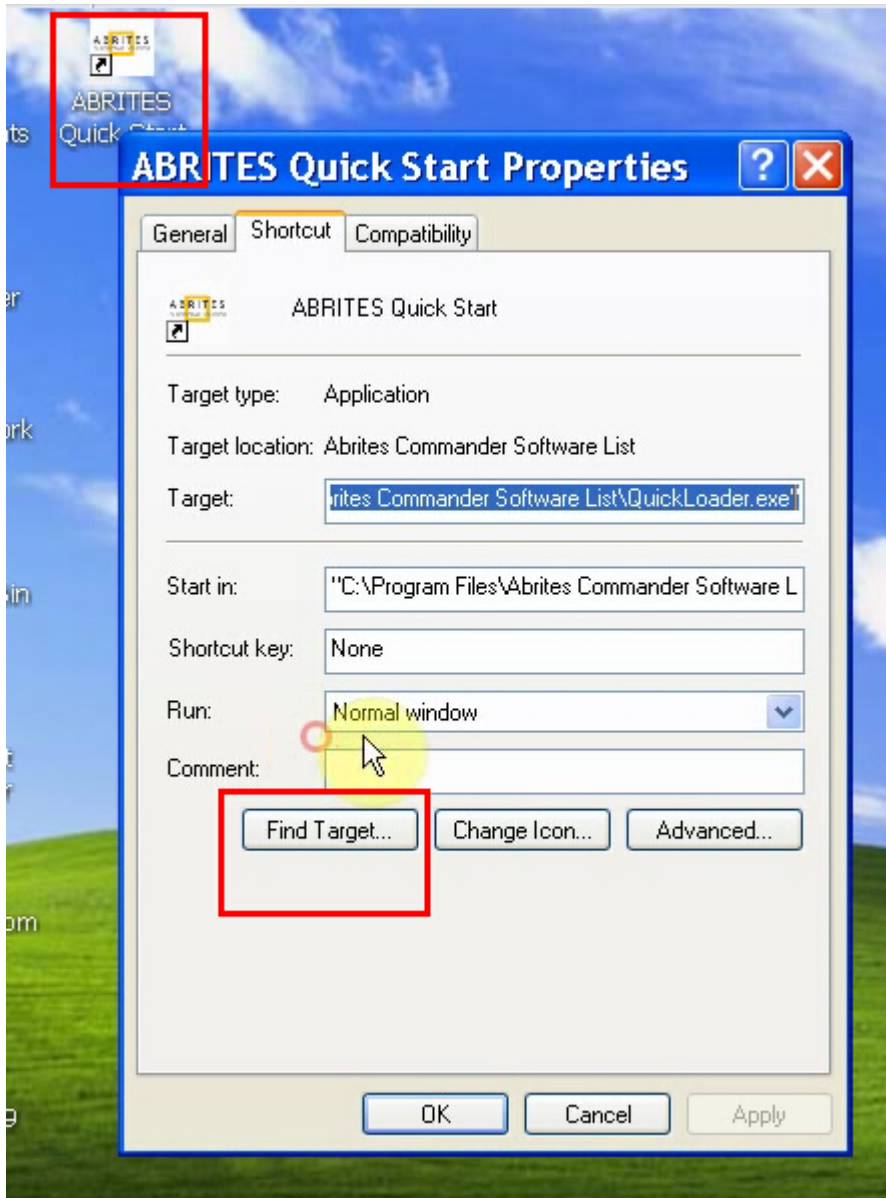 ABRITES
ABRITES
Quick Start
ABRITES Quick Start Properties
General Shortcut Compatibility
ABRITES
ABRITES Quick Start
Target type: Application
Target location: Abrites Commander Software List
Target: rites Commander Software List\QuickLoader.exe"
Start in: "C:\Program Files\Abrites Commander Software L
Shortcut key: None
Run: Normal window
Comment:
Find Target... Change Icon... Advanced...
OK Cancel Apply